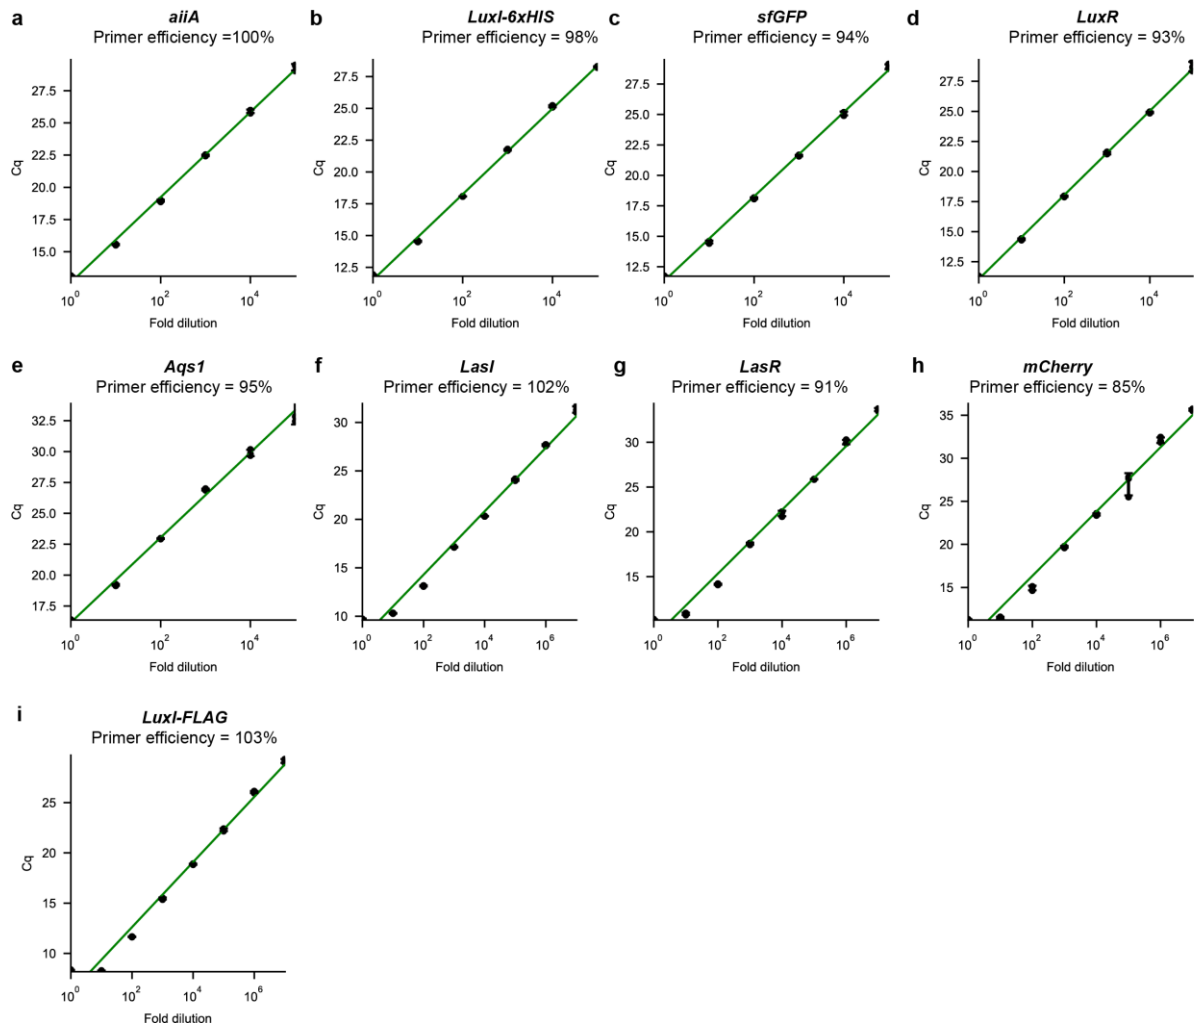 a
aiiA
Primer efficiency =100%
27.5
25.0
22.5
20.0
17.5
15.0
Cq
10^0
10^2
10^4
Fold dilution
b
LuxI-6xHIS
Primer efficiency = 98%
27.5
25.0
22.5
20.0
17.5
15.0
12.5
Cq
10^0
10^2
10^4
Fold dilution
c
sfGFP
Primer efficiency = 94%
27.5
25.0
22.5
20.0
17.5
15.0
12.5
Cq
10^0
10^2
10^4
Fold dilution
d
LuxR
Primer efficiency = 93%
27.5
25.0
22.5
20.0
17.5
15.0
12.5
Cq
10^0
10^2
10^4
Fold dilution
e
Aqs1
Primer efficiency = 95%
32.5
30.0
27.5
25.0
22.5
20.0
17.5
Cq
10^0
10^2
10^4
Fold dilution
f
LasI
Primer efficiency = 102%
30
25
20
15
10
Cq
10^0
10^2
10^4
10^6
Fold dilution
g
LasR
Primer efficiency = 91%
30
25
20
15
Cq
10^0
10^2
10^4
10^6
Fold dilution
h
mCherry
Primer efficiency = 85%
35
30
25
20
15
Cq
10^0
10^2
10^4
10^6
Fold dilution
i
LuxI-FLAG
Primer efficiency = 103%
25
20
15
10
Cq
10^0
10^2
10^4
10^6
Fold dilution